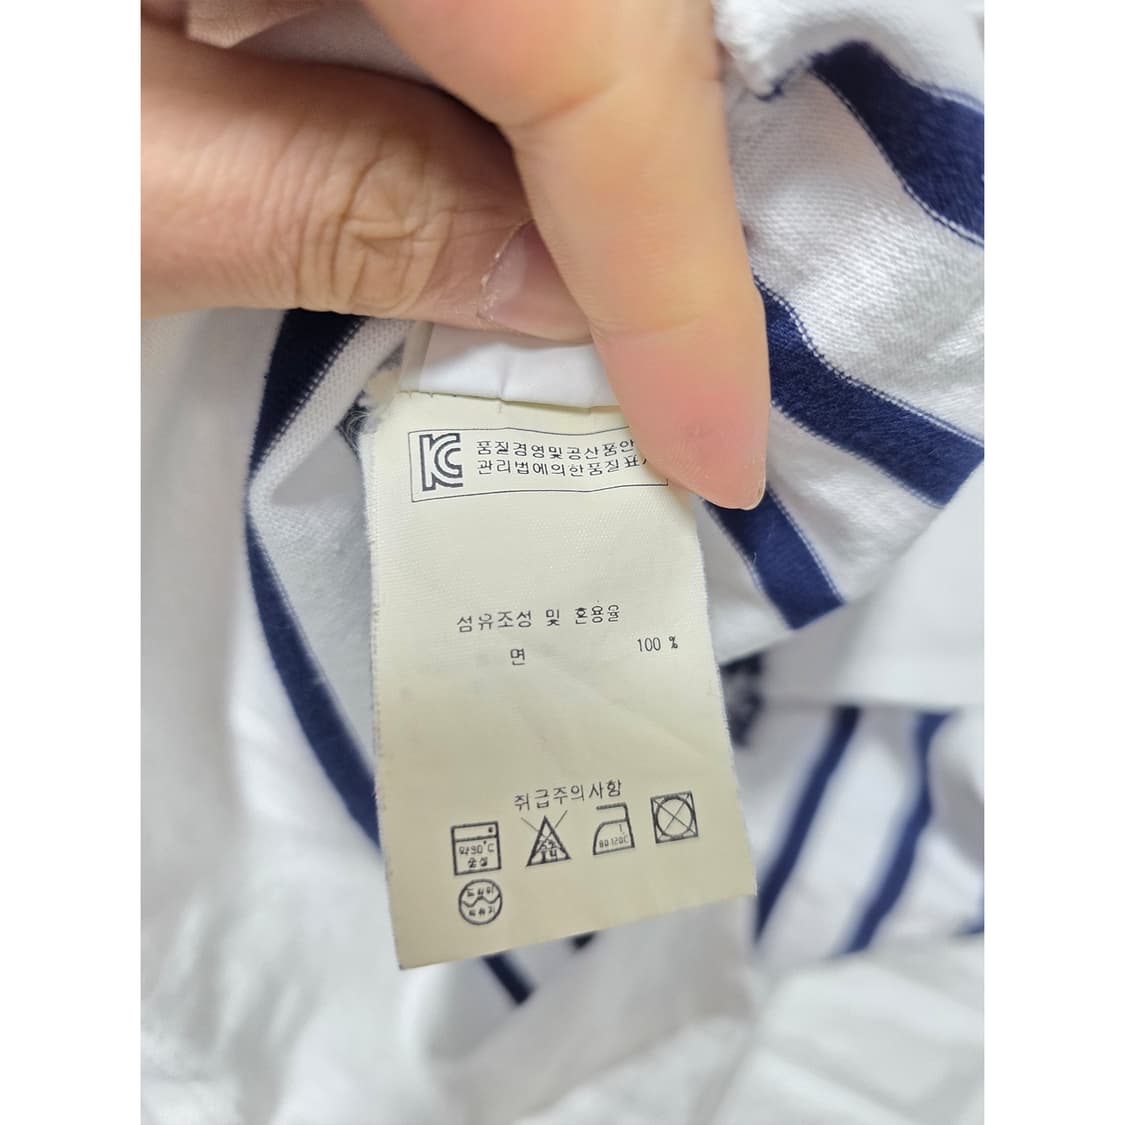 KC 품질경영및공산품안
관리법에의한품질표
섬유조성 및 혼용율
면 100 %
취급주의사항
약30°C
중성
1
80-120C